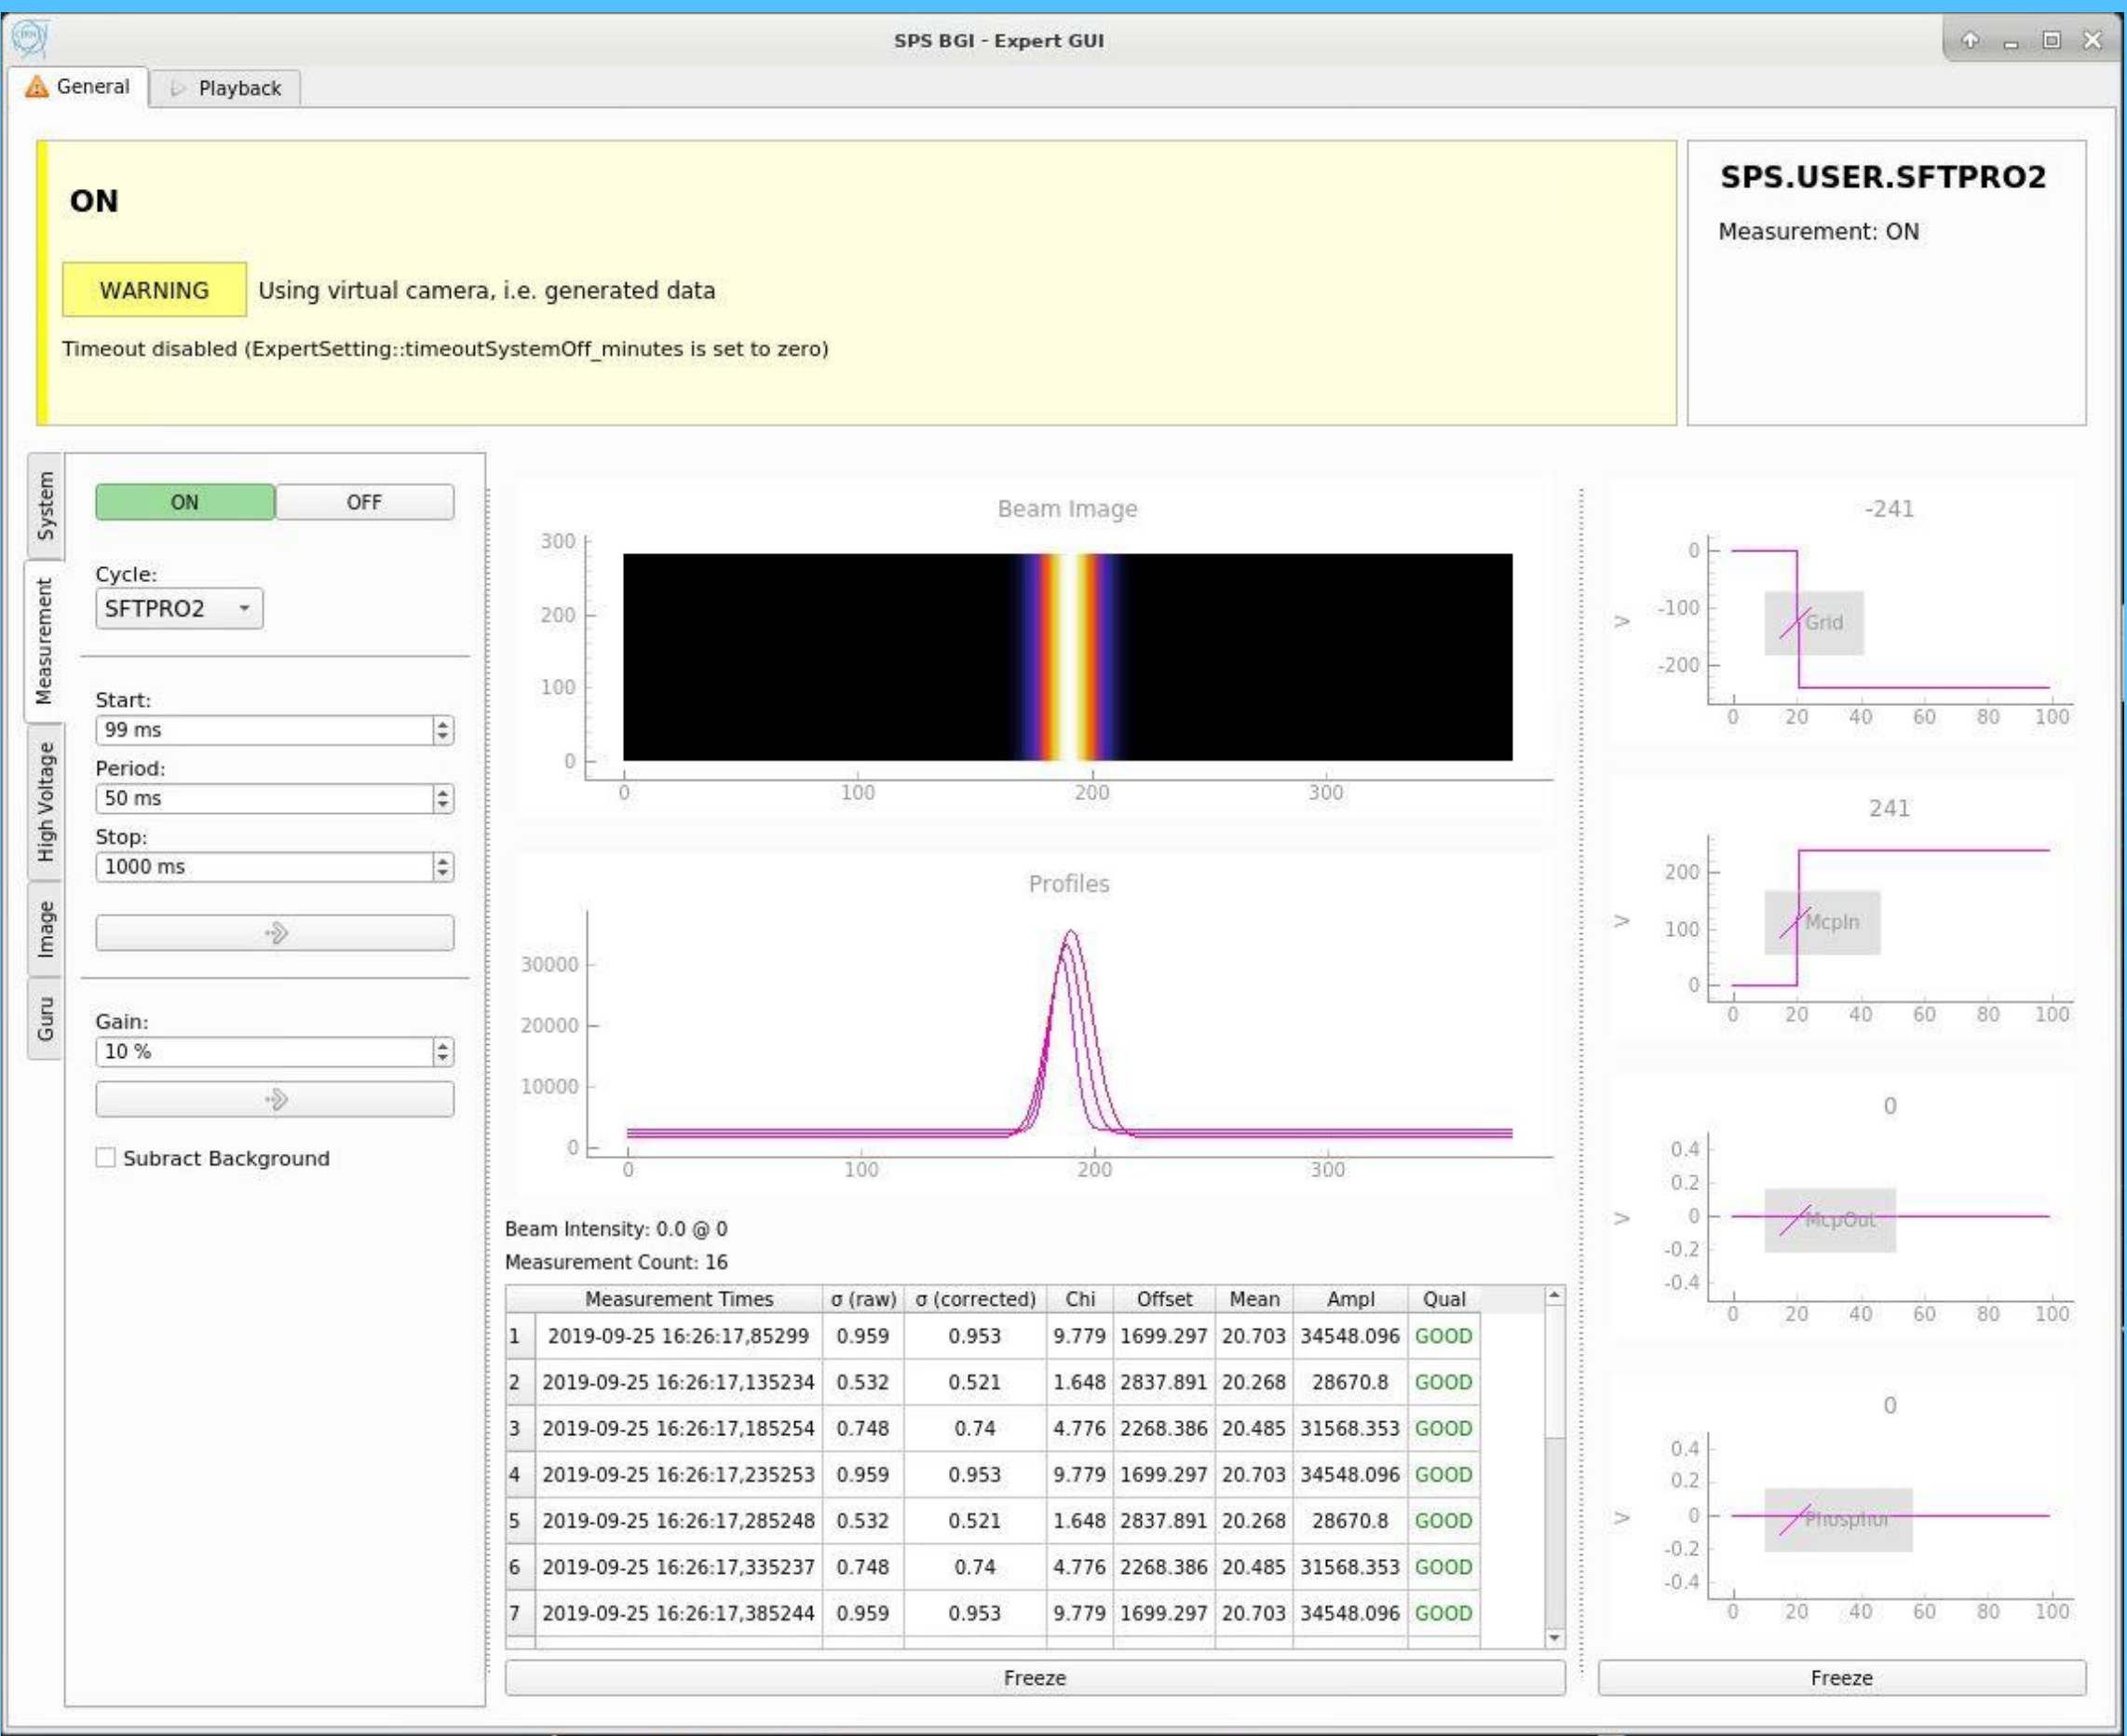 SPS BGI - Expert GUI
General
Playback
ON
WARNING Using virtual camera, i.e. generated data
Timeout disabled (ExpertSetting::timeoutSystemOff_minutes is set to zero)
SPS.USER.SFTPRO2
Measurement: ON
System
Measurement
High Voltage
Image
Guru
ON OFF
Cycle:
SFTPRO2
Start:
99 ms
Period:
50 ms
Stop:
1000 ms
Gain:
10 %
Subract Background
Beam Image
300
200
100
0
0 100 200 300
Profiles
30000
20000
10000
0
0 100 200 300
Beam Intensity: 0.0 @ 0
Measurement Count: 16
Measurement Times σ (raw) σ (corrected) Chi Offset Mean Ampl Qual
1 2019-09-25 16:26:17,85299 0.959 0.953 9.779 1699.297 20.703 34548.096 GOOD
2 2019-09-25 16:26:17,135234 0.532 0.521 1.648 2837.891 20.268 28670.8 GOOD
3 2019-09-25 16:26:17,185254 0.748 0.74 4.776 2268.386 20.485 31568.353 GOOD
4 2019-09-25 16:26:17,235253 0.959 0.953 9.779 1699.297 20.703 34548.096 GOOD
5 2019-09-25 16:26:17,285248 0.532 0.521 1.648 2837.891 20.268 28670.8 GOOD
6 2019-09-25 16:26:17,335237 0.748 0.74 4.776 2268.386 20.485 31568.353 GOOD
7 2019-09-25 16:26:17,385244 0.959 0.953 9.779 1699.297 20.703 34548.096 GOOD
Freeze
-241
0
-100
-200
V
Grid
0 20 40 60 80 100
241
200
100
0
V
McpIn
0 20 40 60 80 100
0
0.4
0.2
0
-0.2
-0.4
V
McpOut
0 20 40 60 80 100
0
0.4
0.2
0
-0.2
-0.4
V
Phosphor
0 20 40 60 80 100
Freeze